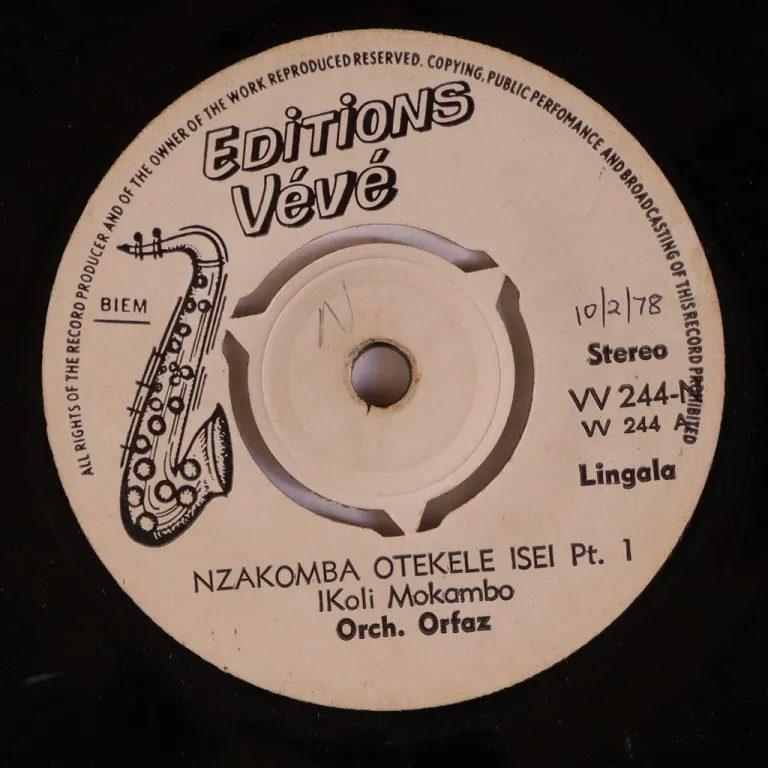 ALL RIGHTS OF THE RECORD PRODUCER AND OF THE OWNER OF THE WORK REPRODUCED RESERVED. COPYING, PUBLIC PERFOMANCE AND BROADCASTING OF THIS RECORD PROHIBITED
EDiTiONS
Vévé
BIEM
N
10/2/78
Stereo
VV 244-N
VV 244 A
Lingala
NZAKOMBA OTEKELE ISEI Pt. 1
IKoli Mokambo
Orch. Orfaz